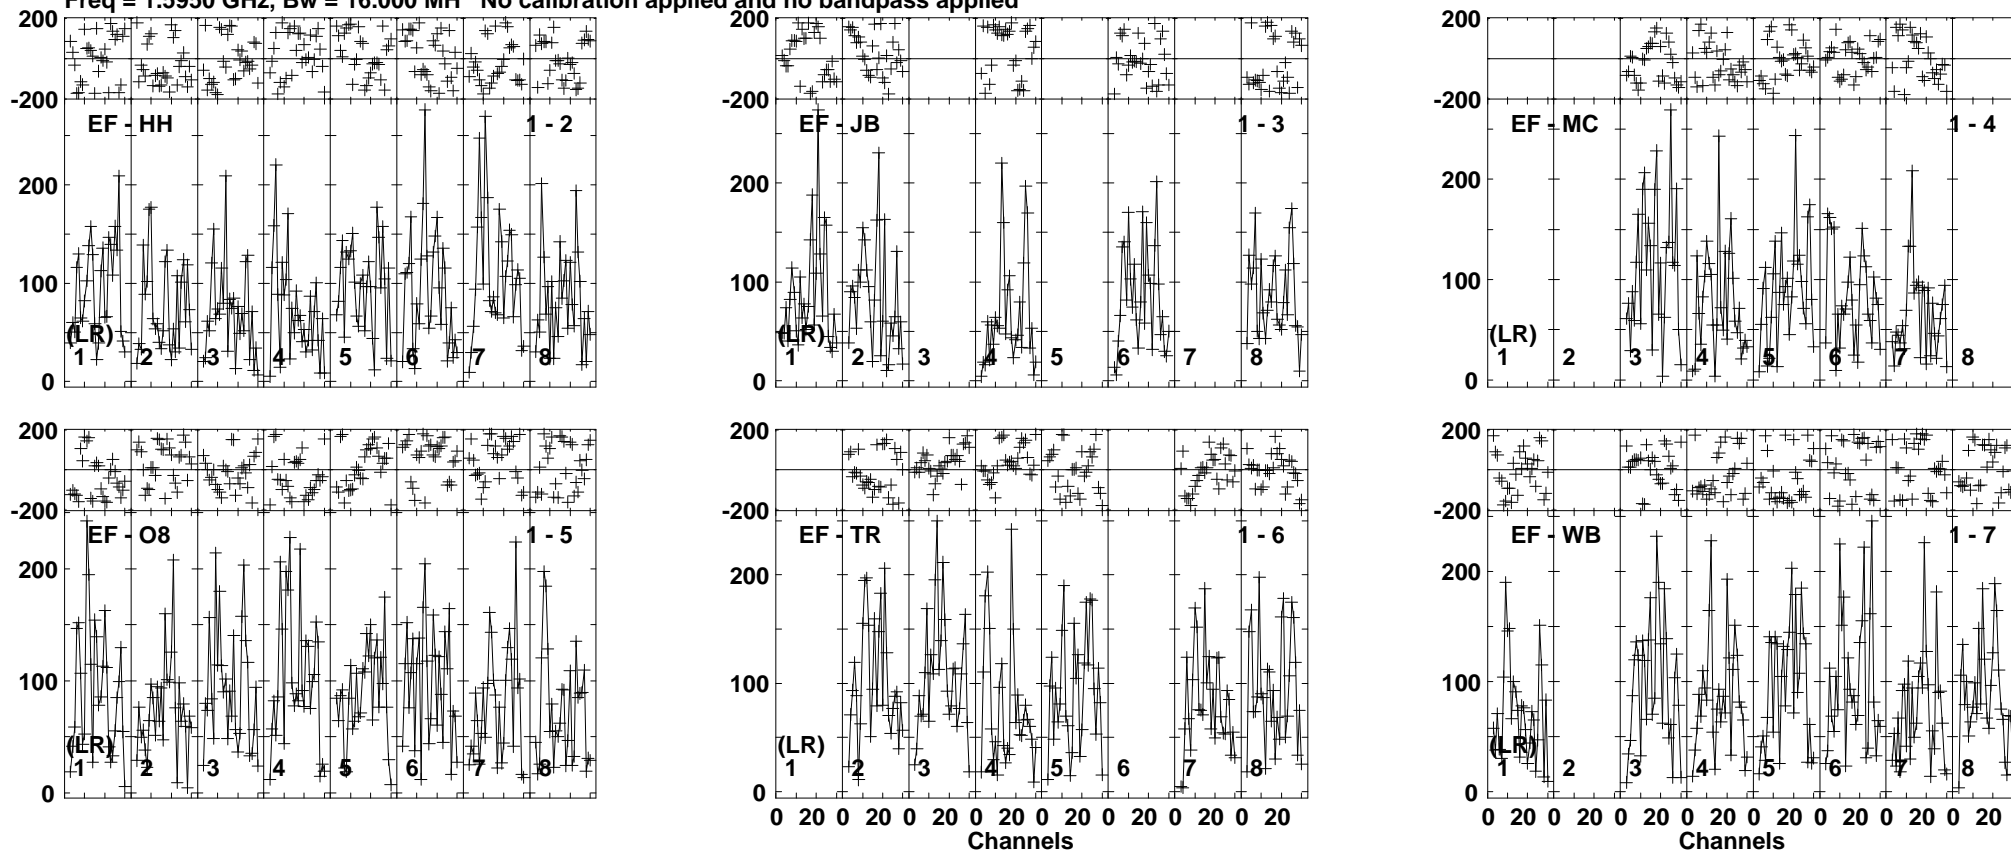 Freq = 1.5950 GHz, Bw = 16.000 MH No calibration applied and no bandpass applied
200
-200
EF - HH 1 - 2
200
100
0
(LR)
1 2 3 4 5 6 7 8
200
-200
EF - JB 1 - 3
200
100
0
(LR)
1 2 3 4 5 6 7 8
200
-200
EF - MC 1 - 4
200
100
0
(LR)
1 2 3 4 5 6 7 8
200
-200
EF - O8 1 - 5
200
100
0
(LR)
1 2 3 4 5 6 7 8
200
-200
EF - TR 1 - 6
200
100
0
(LR)
1 2 3 4 5 6 7 8
0 20 0 20 0 20 0 20 0 20 0 20 0 20 0 20
Channels
200
-200
EF - WB 1 - 7
200
100
0
(LR)
1 2 3 4 5 6 7 8
0 20 0 20 0 20 0 20 0 20 0 20 0 20 0 20
Channels